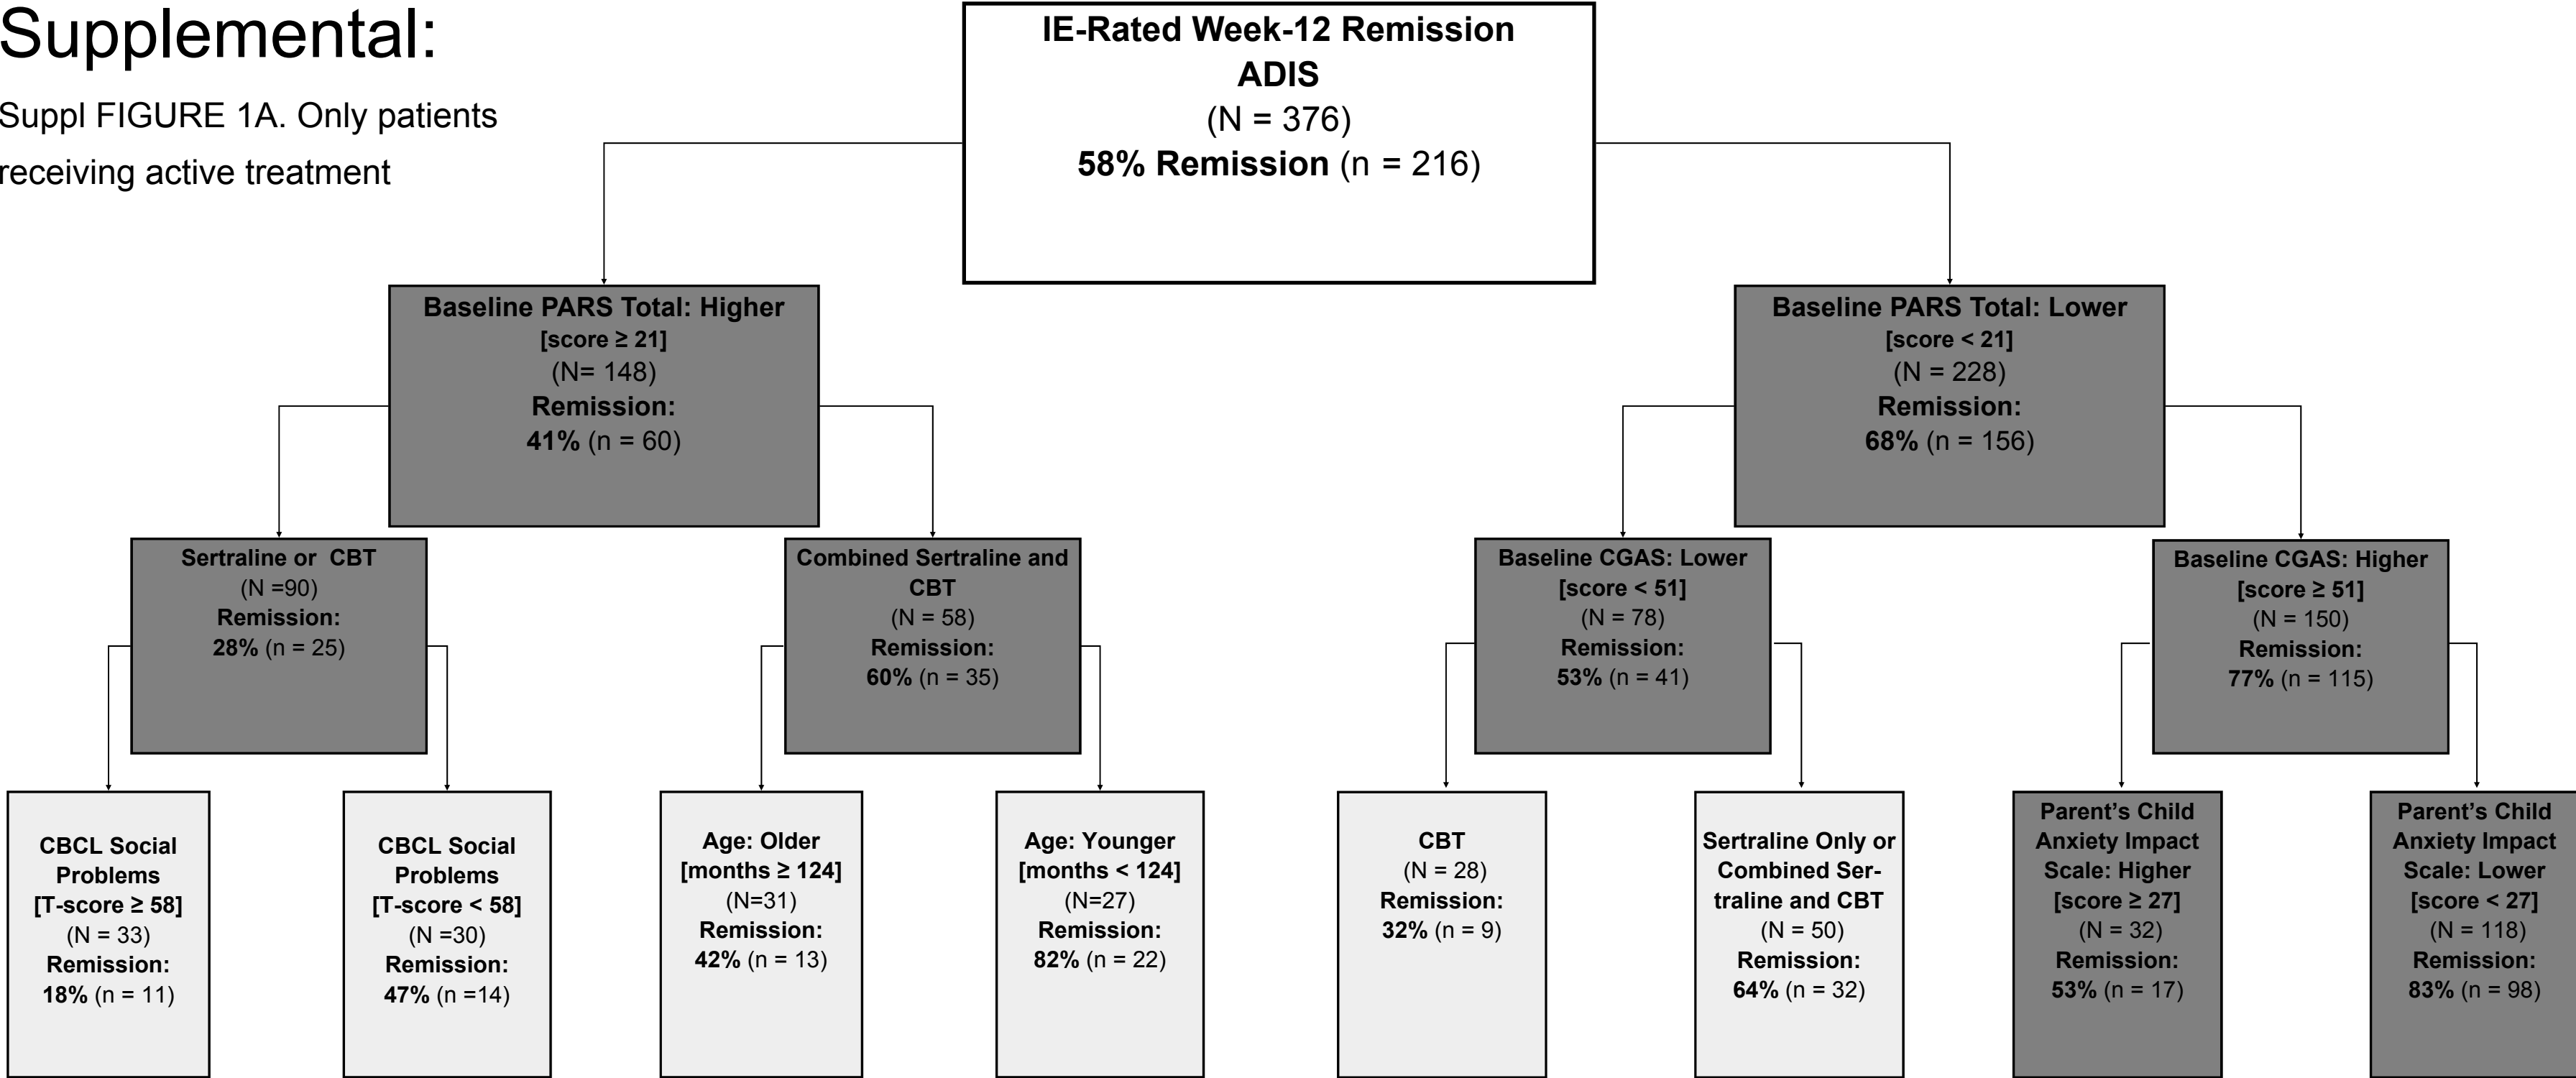 Supplemental:
Suppl FIGURE 1A. Only patients
receiving active treatment
IE-Rated Week-12 Remission
ADIS
(N = 376)
58% Remission (n = 216)
Baseline PARS Total: Higher
[score ≥ 21]
(N= 148)
Remission:
41% (n = 60)
Baseline PARS Total: Lower
[score < 21]
(N = 228)
Remission:
68% (n = 156)
Sertraline or  CBT
(N =90)
Remission:
28% (n = 25)
Combined Sertraline and
CBT
(N = 58)
Remission:
60% (n = 35)
Baseline CGAS: Lower
[score < 51]
(N = 78)
Remission:
53% (n = 41)
Baseline CGAS: Higher
[score ≥ 51]
(N = 150)
Remission:
77% (n = 115)
CBCL Social
Problems
[T-score ≥ 58]
(N = 33)
Remission:
18% (n = 11)
CBCL Social
Problems
[T-score < 58]
(N =30)
Remission:
47% (n =14)
Age: Older
[months ≥ 124]
(N=31)
Remission:
42% (n = 13)
Age: Younger
[months < 124]
(N=27)
Remission:
82% (n = 22)
CBT
(N = 28)
Remission:
32% (n = 9)
Sertraline Only or
Combined Ser-
traline and CBT
(N = 50)
Remission:
64% (n = 32)
Parent’s Child
Anxiety Impact
Scale: Higher
[score ≥ 27]
(N = 32)
Remission:
53% (n = 17)
Parent’s Child
Anxiety Impact
Scale: Lower
[score < 27]
(N = 118)
Remission:
83% (n = 98)